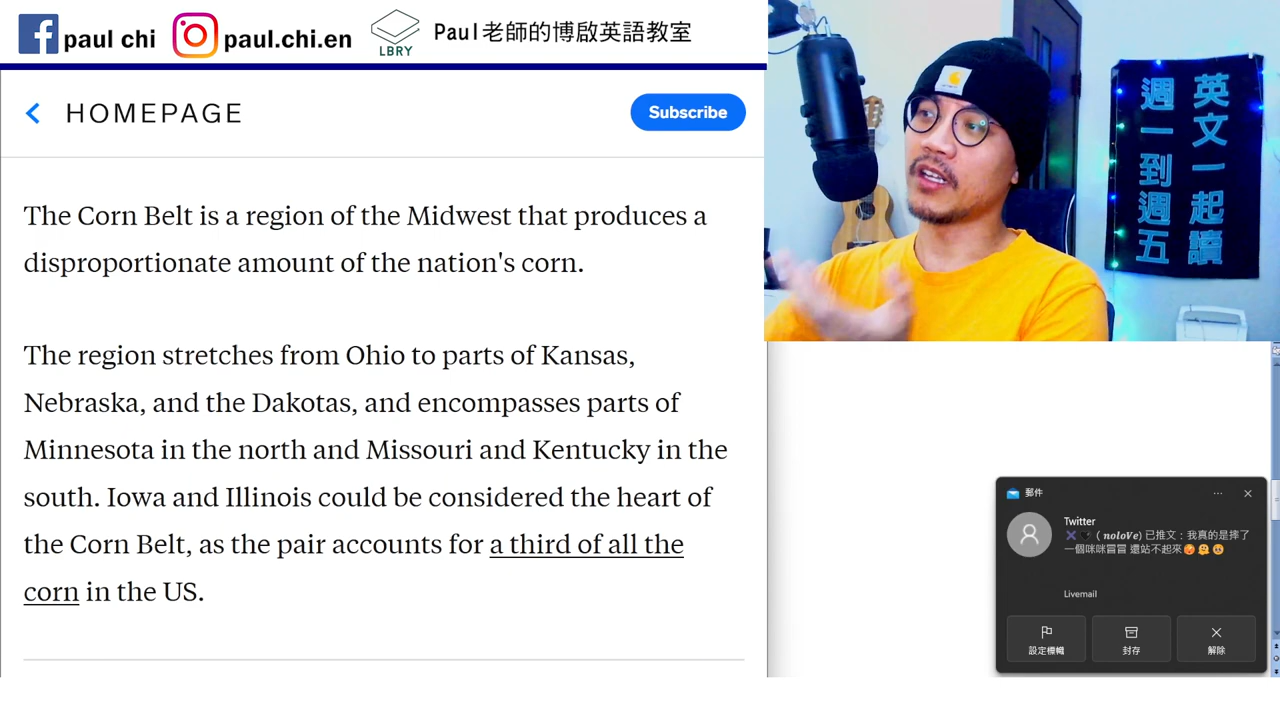 paul chi
paul.chi.en
LBRY
Paul老師的博啟英語教室
HOMEPAGE
Subscribe
The Corn Belt is a region of the Midwest that produces a
disproportionate amount of the nation's corn.
The region stretches from Ohio to parts of Kansas,
Nebraska, and the Dakotas, and encompasses parts of
Minnesota in the north and Missouri and Kentucky in the
south. Iowa and Illinois could be considered the heart of
the Corn Belt, as the pair accounts for a third of all the
corn in the US.
英文一起讀
週一到週五
郵件
Twitter
( noloVe) 已推文：我真的是摔了
一個咪咪冒冒 還站不起來
Livemail
設定標幟
封存
解除